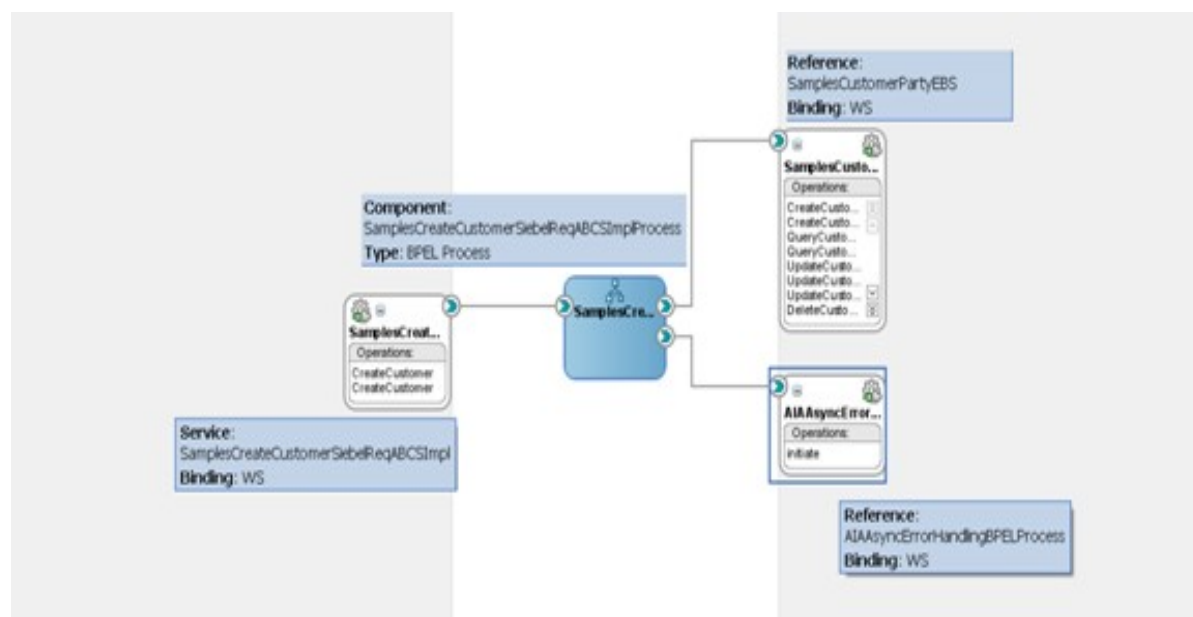 Reference:
SamplesCustomerPartyEBS
Binding: WS
SamplesCusto...
Operations:
CreateCusto...
CreateCusto...
QueryCusto...
QueryCusto...
UpdateCusto...
UpdateCusto...
UpdateCusto...
DeleteCusto...
Component:
SamplesCreateCustomerSiebelReqABCSImplProcess
Type: BPEL Process
SamplesCre...
SamplesCreat...
Operations:
CreateCustomer
CreateCustomer
Service:
SamplesCreateCustomerSiebelReqABCSImpl
Binding: WS
AIAAsyncError...
Operations:
initiate
Reference:
AIAAsyncErrorHandlingBPELProcess
Binding: WS